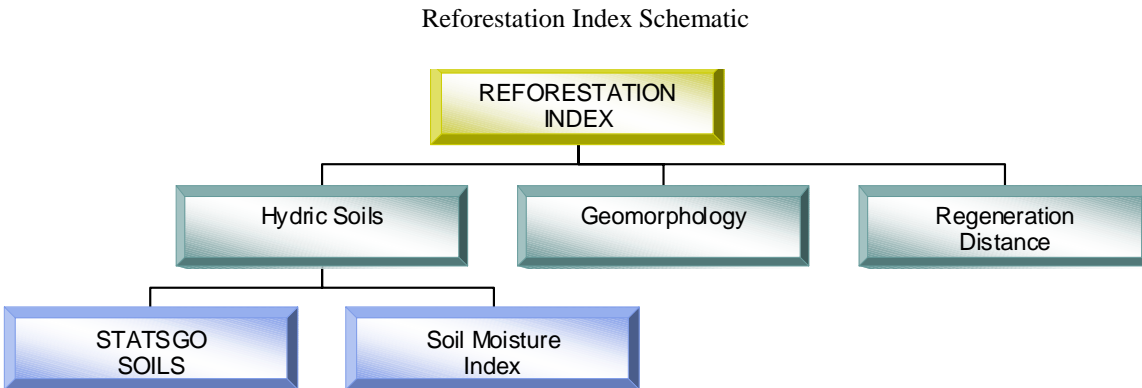 Reforestation Index Schematic
REFORESTATION
INDEX
Hydric Soils
Geomorphology
Regeneration
Distance
STATSGO
SOILS
Soil Moisture
Index